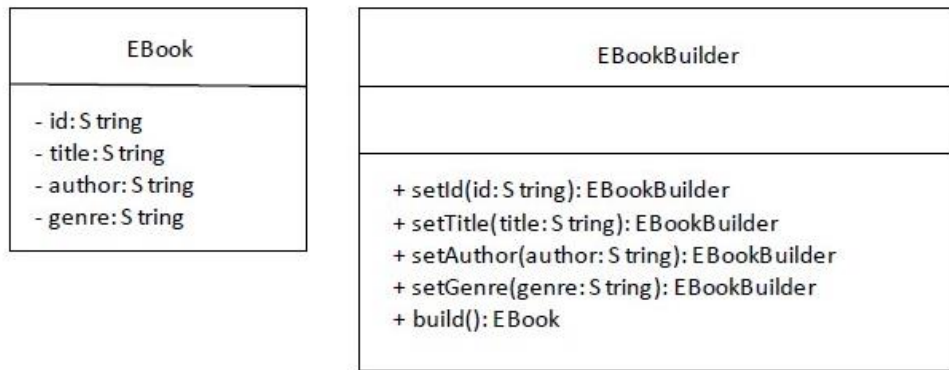 EBook
- id: String
- title: String
- author: String
- genre: String
EBookBuilder
+ setId(id: String): EBookBuilder
+ setTitle(title: String): EBookBuilder
+ setAuthor(author: String): EBookBuilder
+ setGenre(genre: String): EBookBuilder
+ build(): EBook